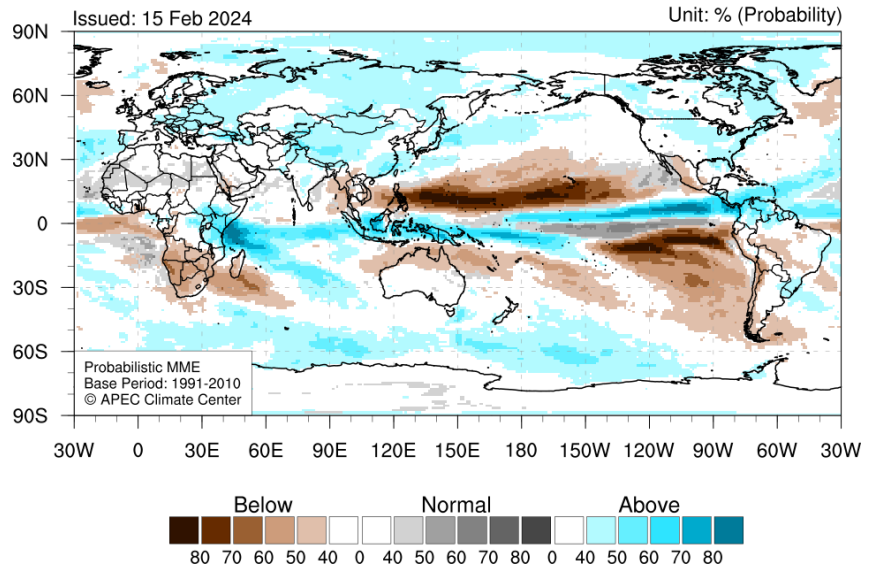 Issued: 15 Feb 2024
Unit: % (Probability)
90N
60N
30N
0
30S
60S
90S
Probabilistic MME
Base Period: 1991-2010
© APEC Climate Center
30W 0 30E 60E 90E 120E 150E 180 150W 120W 90W 60W 30W
Below Normal Above
80 70 60 50 40 0 40 50 60 70 80 0 40 50 60 70 80